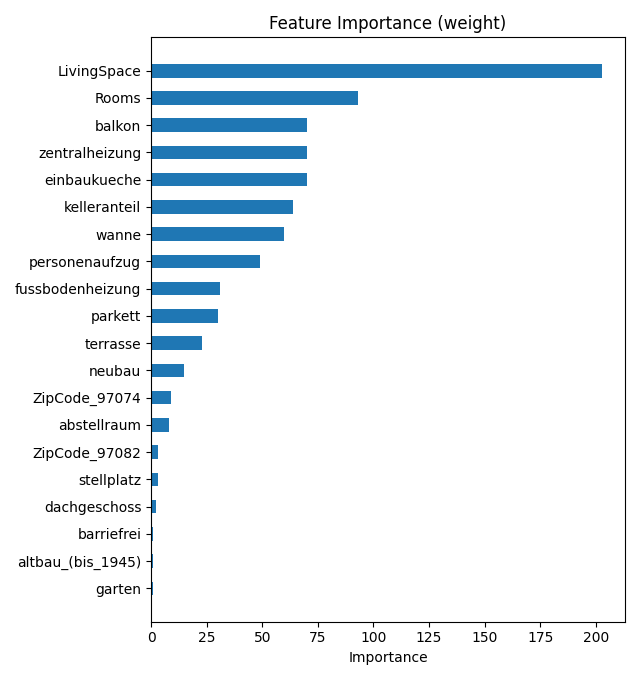 Feature Importance (weight)
LivingSpace
Rooms
balkon
zentralheizung
einbaukueche
kelleranteil
wanne
personenaufzug
fussbodenheizung
parkett
terrasse
neubau
ZipCode_97074
abstellraum
ZipCode_97082
stellplatz
dachgeschoss
barriefrei
altbau_(bis_1945)
garten
0 25 50 75 100 125 150 175 200
Importance